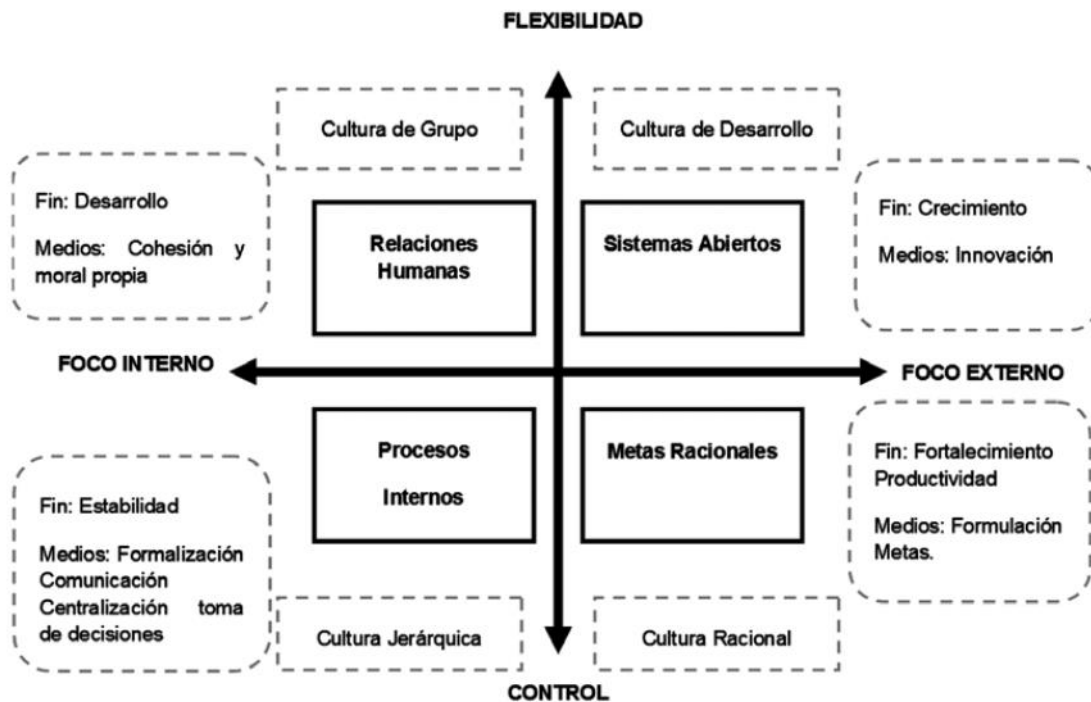 FLEXIBILIDAD
Cultura de Grupo
Cultura de Desarrollo
Fin: Desarrollo
Medios: Cohesión y
moral propia
Relaciones
Humanas
Sistemas Abiertos
Fin: Crecimiento
Medios: Innovación
FOCO INTERNO
FOCO EXTERNO
Fin: Estabilidad
Medios: Formalización
Comunicación
Centralización toma
de decisiones
Procesos
Internos
Metas Racionales
Fin: Fortalecimiento
Productividad
Medios: Formulación
Metas.
Cultura Jerárquica
Cultura Racional
CONTROL